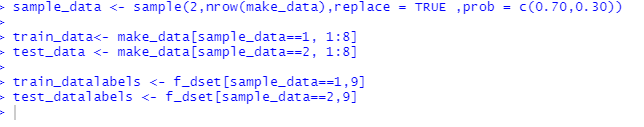 > sample_data <- sample(2,nrow(make_data),replace = TRUE ,prob = c(0.70,0.30))
>
> train_data<- make_data[sample_data==1, 1:8]
> test_data <- make_data[sample_data==2, 1:8]
>
> train_datalabels <- f_dset[sample_data==1,9]
> test_datalabels <- f_dset[sample_data==2,9]
>